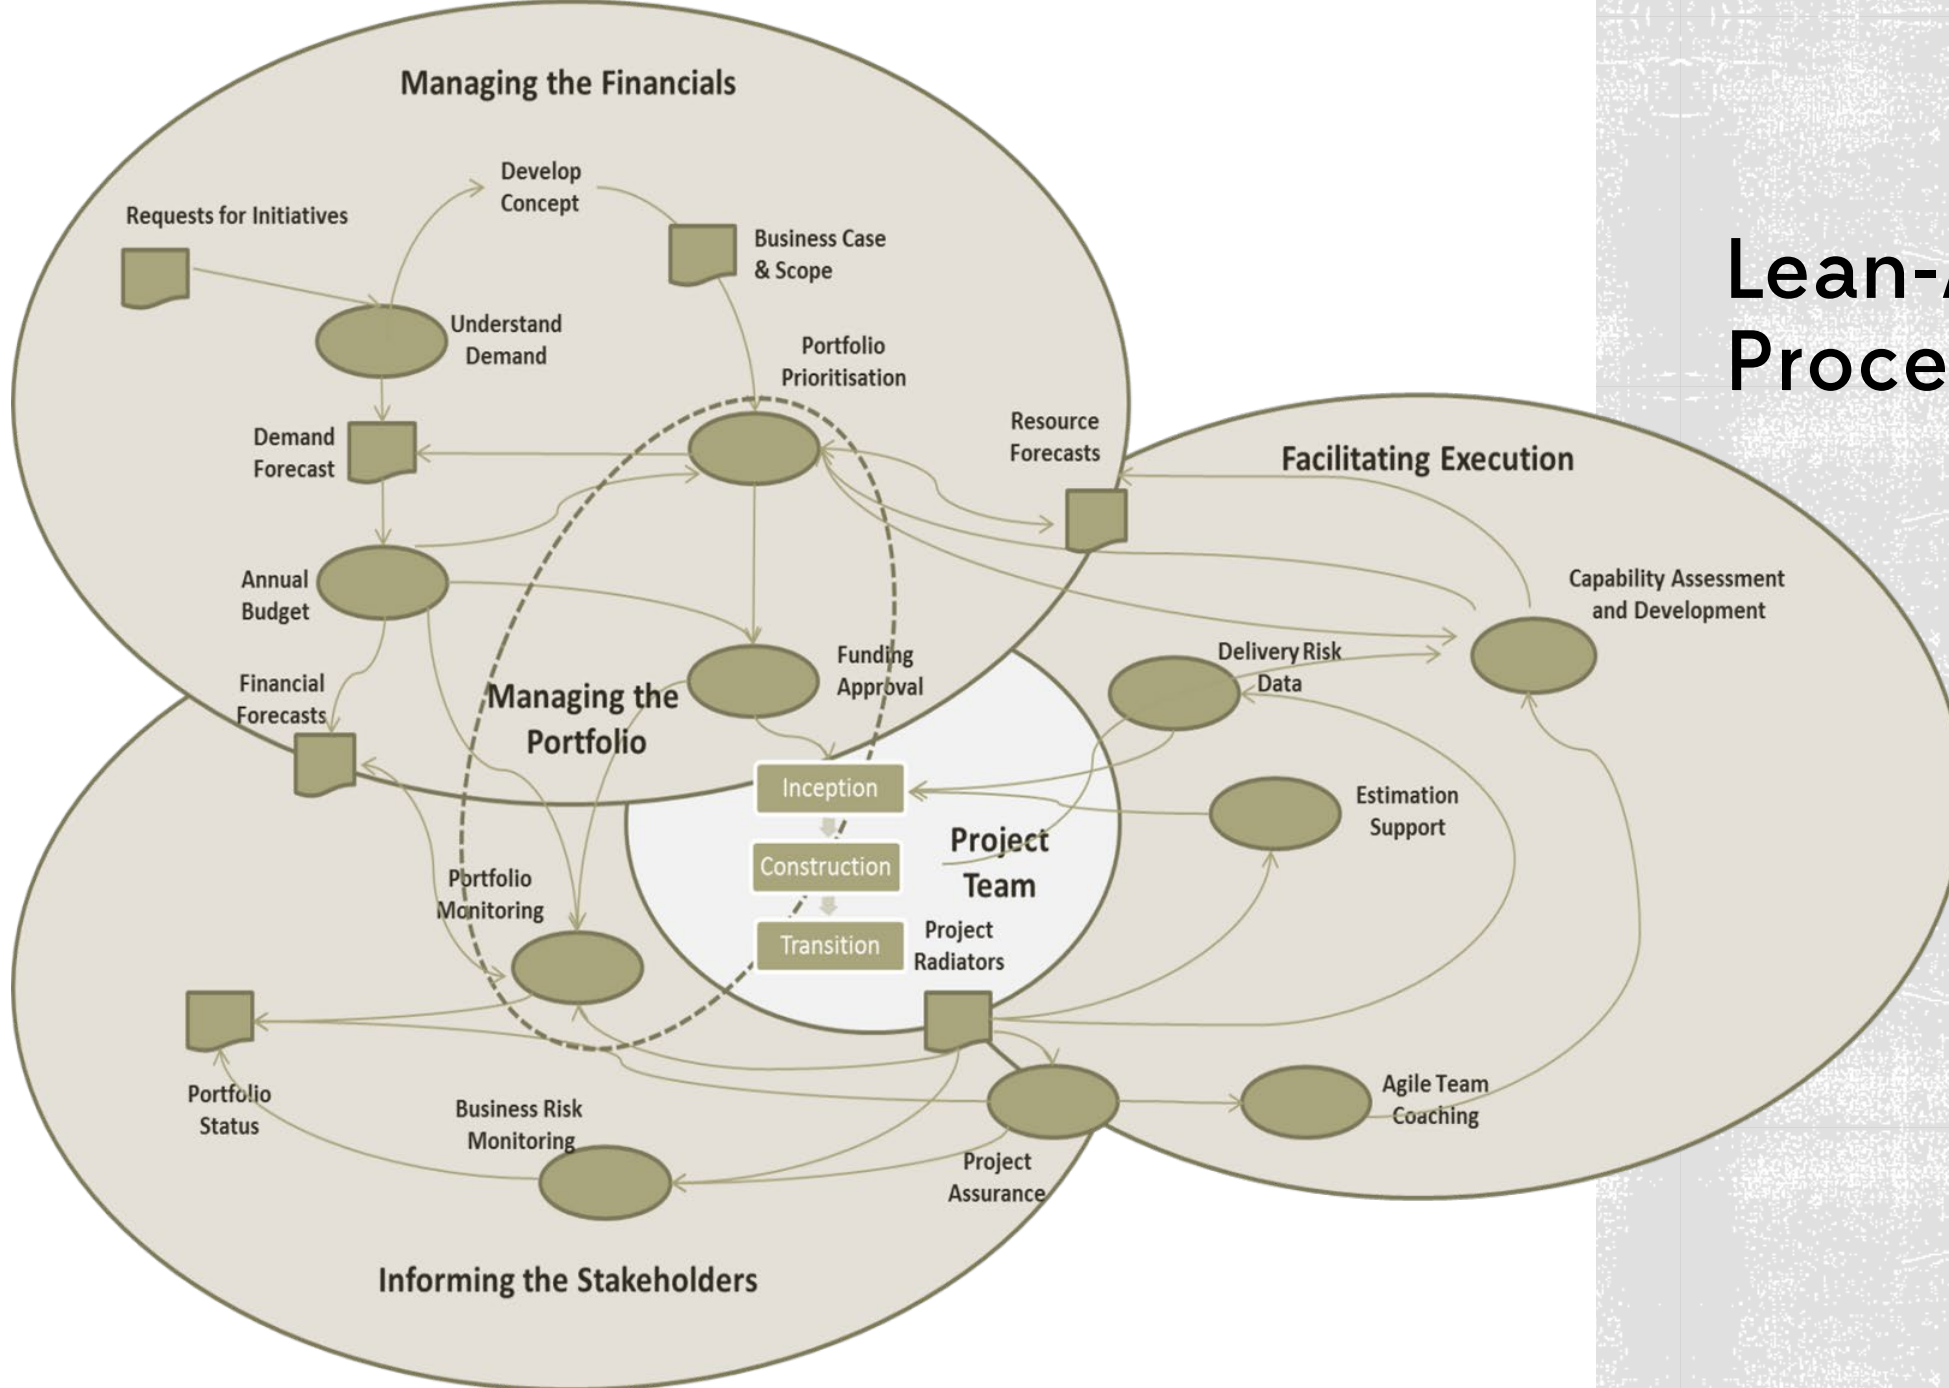 Managing the Financials
Develop
Concept
Requests for Initiatives
Business Case
& Scope
Understand
Demand
Portfolio
Prioritisation
Demand
Forecast
Resource
Forecasts
Facilitating Execution
Annual
Budget
Capability Assessment
and Development
Funding
Approval
Delivery Risk
Data
Financial
Forecasts
Managing the
Portfolio
Inception
Construction
Transition
Project
Team
Estimation
Support
Portfolio
Monitoring
Project
Radiators
Portfolio
Status
Business Risk
Monitoring
Agile Team
Coaching
Project
Assurance
Informing the Stakeholders
Lean-